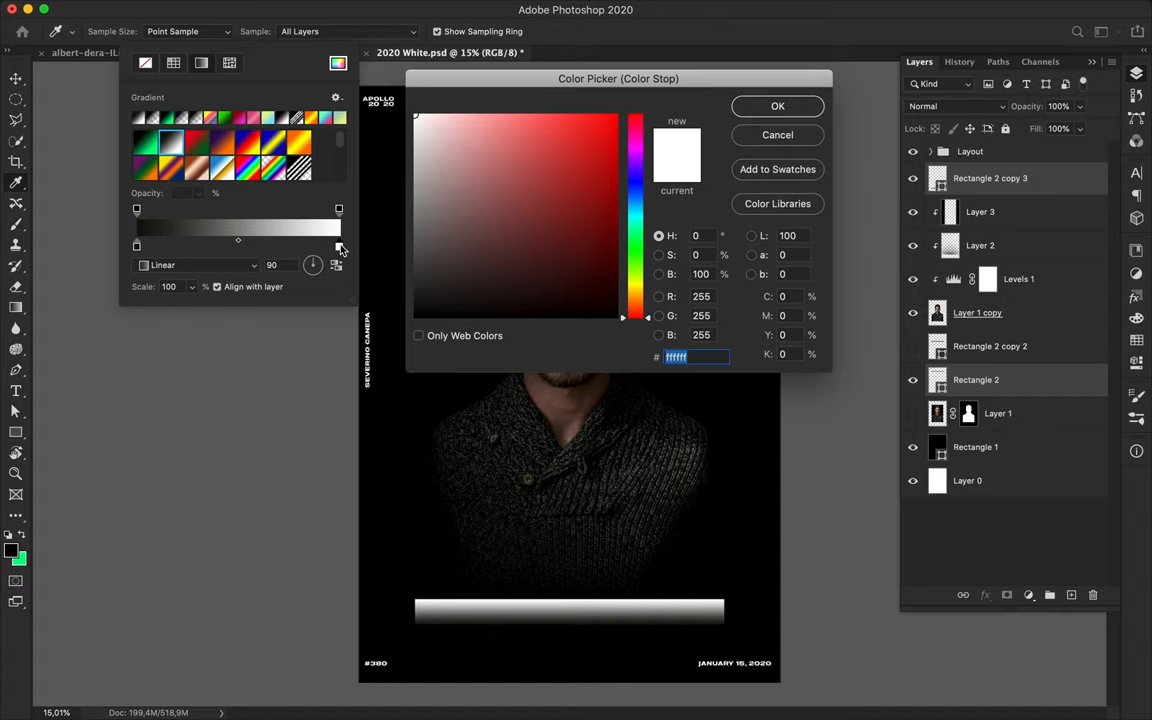 Adobe Photoshop 2020
Sample Size: Point Sample Sample: All Layers Show Sampling Ring
albert-dera-IL
2020 White.psd @ 15% (RGB/8) *
Gradient
Opacity: %
Linear 90
Scale: 100 % Align with layer
APOLLO
20 20
SEVERINO CANEPA
#380
JANUARY 15, 2020
Color Picker (Color Stop)
new
current
OK
Cancel
Add to Swatches
Color Libraries
H: 0 ° L: 100
S: 0 % a: 0
B: 100 % b: 0
R: 255 C: 0 %
G: 255 M: 0 %
B: 255 Y: 0 %
# ffffff K: 0 %
Only Web Colors
Layers History Paths Channels
Kind
Normal Opacity: 100%
Lock: Fill: 100%
Layout
Rectangle 2 copy 3
Layer 3
Layer 2
Levels 1
Layer 1 copy
Rectangle 2 copy 2
Rectangle 2
Layer 1
Rectangle 1
Layer 0
15,01% Doc: 199,4M/518,9M